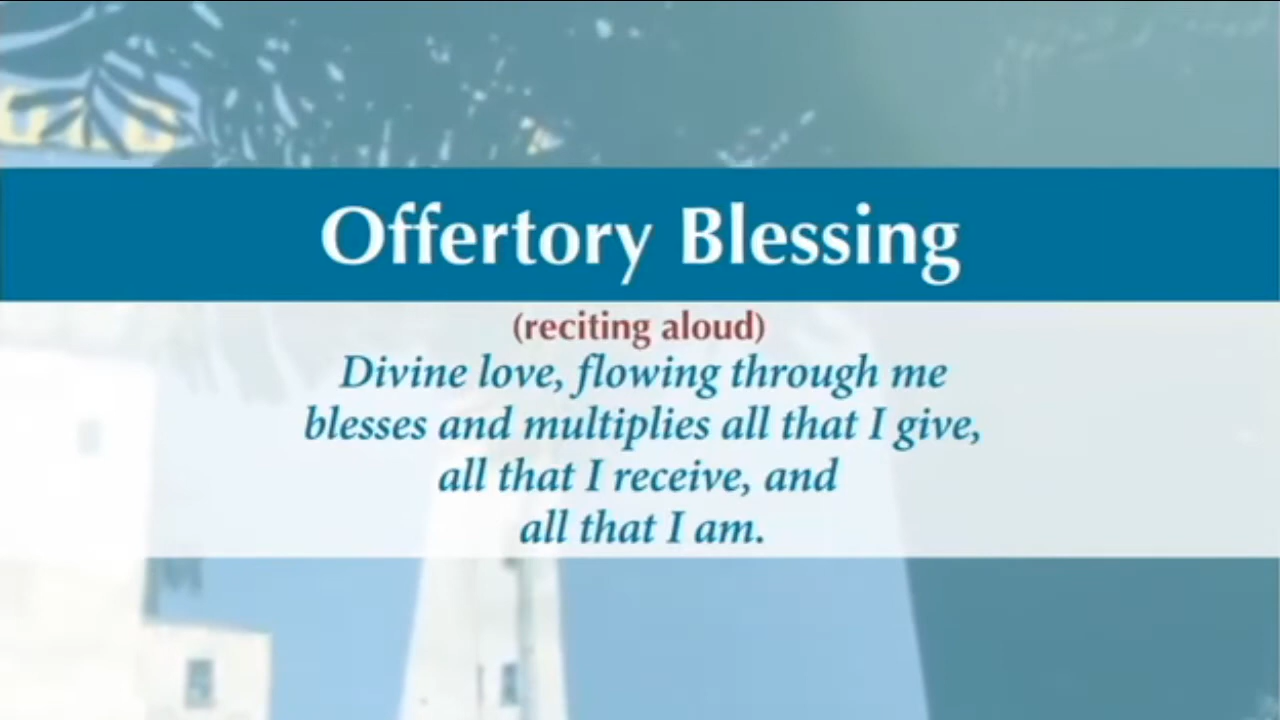 Offertory Blessing
(reciting aloud)
Divine love, flowing through me
blesses and multiplies all that I give,
all that I receive, and
all that I am.